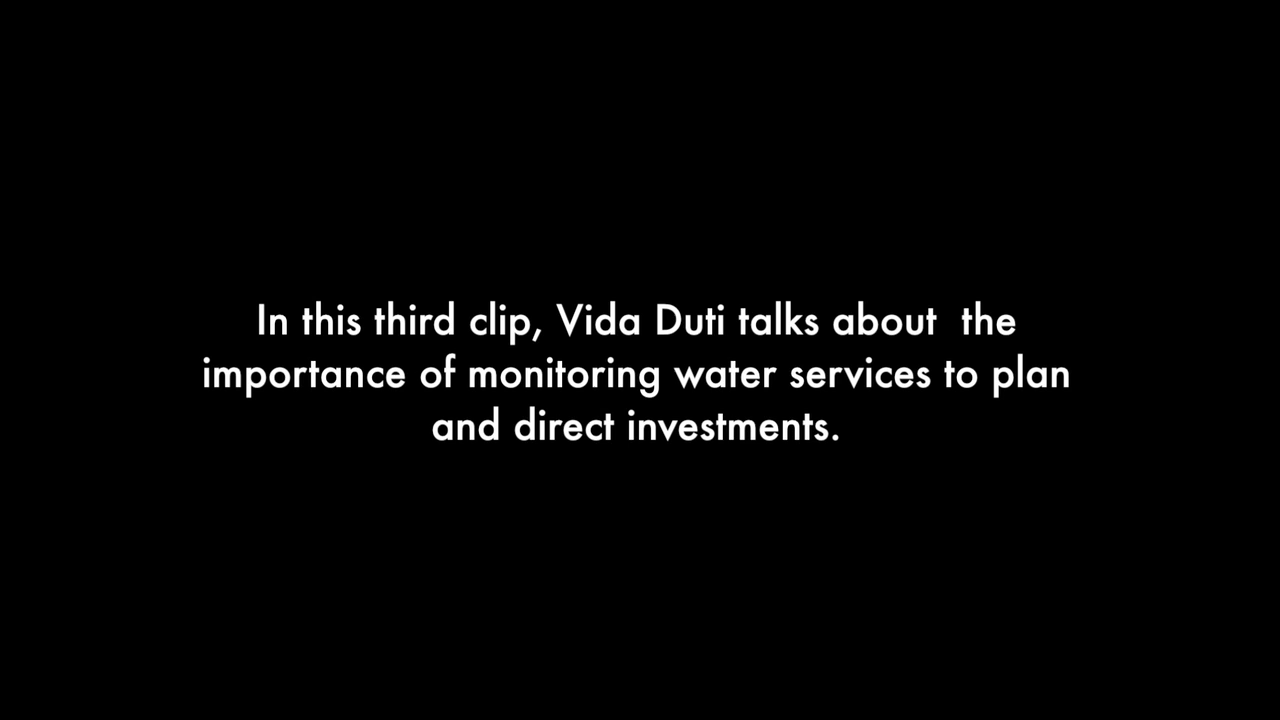 In this third clip, Vida Duti talks about  the
importance of monitoring water services to plan
and direct investments.